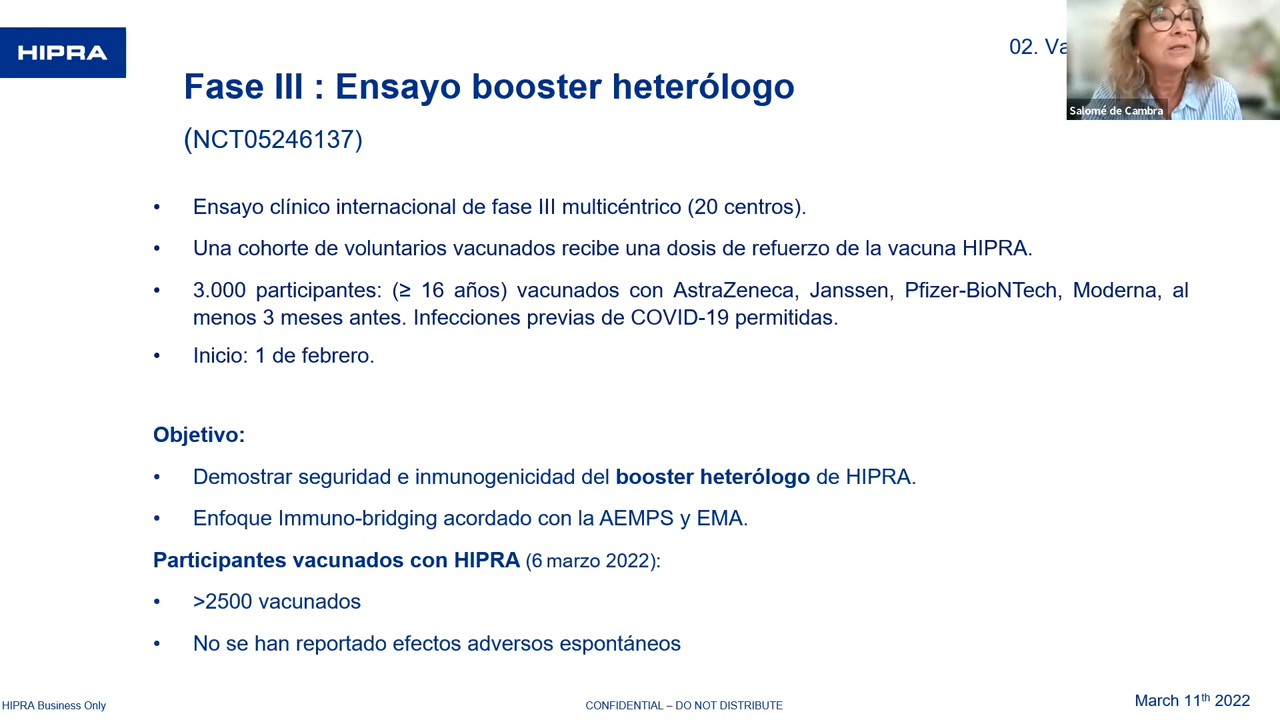 HIPRA
02. Va
Salomé de Cambra
Fase III : Ensayo booster heterólogo
(NCT05246137)
• Ensayo clínico internacional de fase III multicéntrico (20 centros).
• Una cohorte de voluntarios vacunados recibe una dosis de refuerzo de la vacuna HIPRA.
• 3.000 participantes: (≥ 16 años) vacunados con AstraZeneca, Janssen, Pfizer-BioNTech, Moderna, al
menos 3 meses antes. Infecciones previas de COVID-19 permitidas.
• Inicio: 1 de febrero.
Objetivo:
• Demostrar seguridad e inmunogenicidad del booster heterólogo de HIPRA.
• Enfoque Immuno-bridging acordado con la AEMPS y EMA.
Participantes vacunados con HIPRA (6 marzo 2022):
• >2500 vacunados
• No se han reportado efectos adversos espontáneos
HIPRA Business Only
CONFIDENTIAL – DO NOT DISTRIBUTE
March 11th 2022